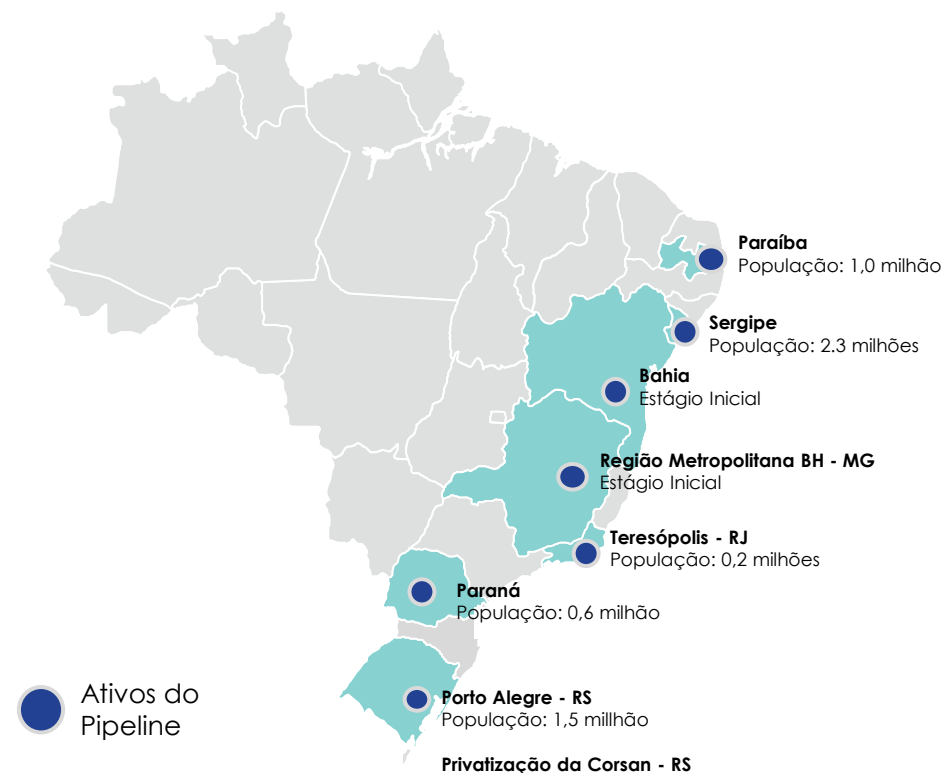 Paraíba
População: 1,0 milhão
Sergipe
População: 2.3 milhões
Bahia
Estágio Inicial
Região Metropolitana BH - MG
Estágio Inicial
Teresópolis - RJ
População: 0,2 milhões
Paraná
População: 0,6 milhão
Ativos do
Pipeline
Porto Alegre - RS
População: 1,5 millhão
Privatização da Corsan - RS